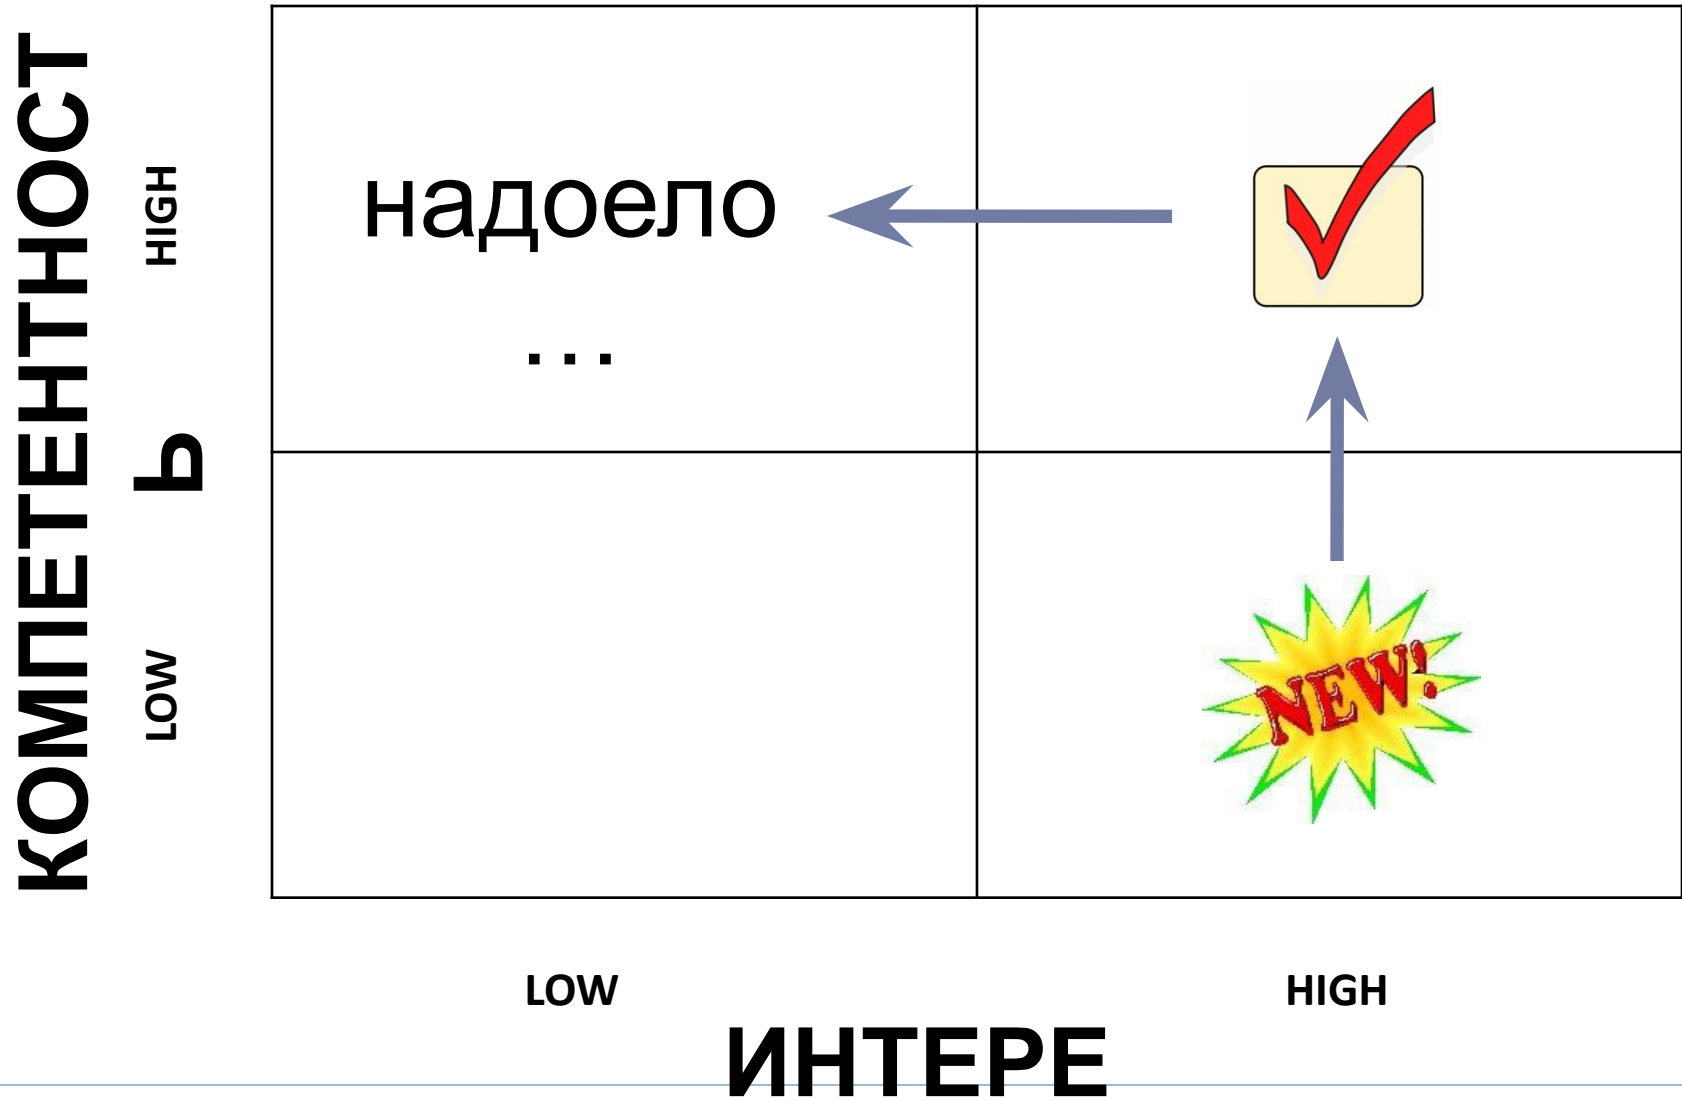 КОМПЕТЕНТНОСТ
Ь
HIGH
LOW
надоело
...
NEW!
LOW
HIGH
ИНТЕРЕ